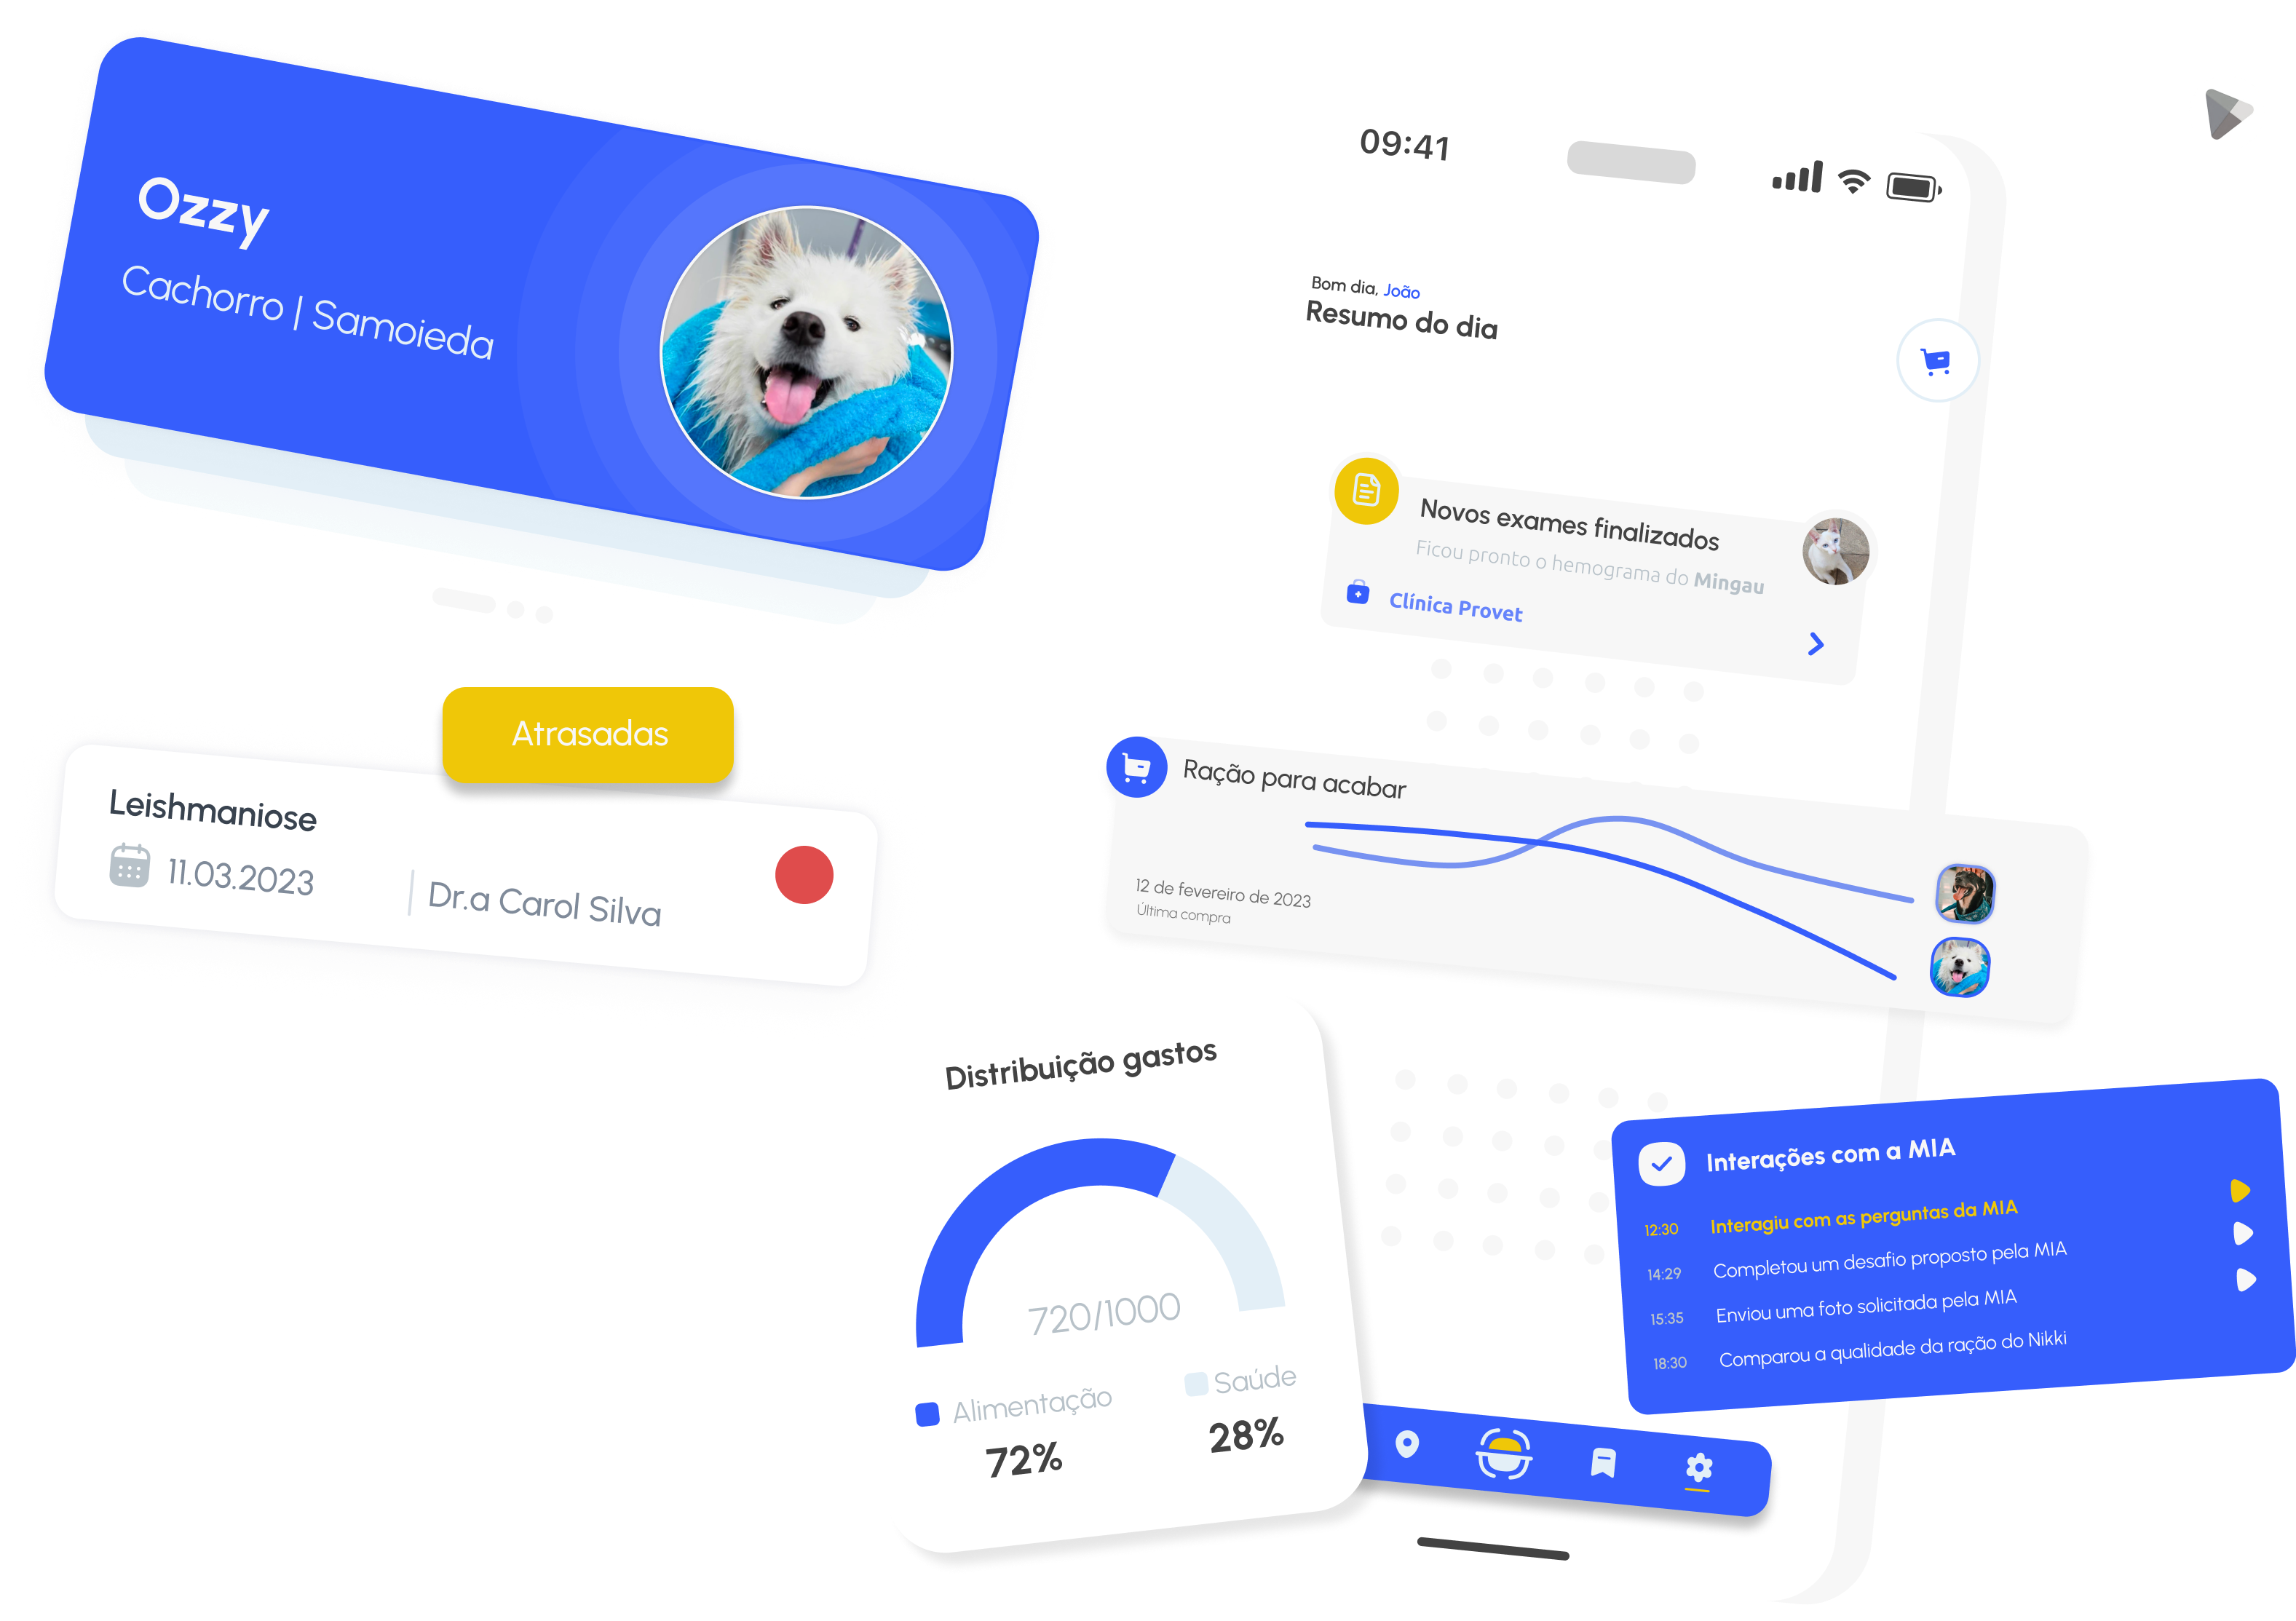 Ozzy
Cachorro | Samoieda
Atrasadas
Leishmaniose
11.03.2023
Dr.a Carol Silva
09:41
Bom dia, João
Resumo do dia
Novos exames finalizados
Ficou pronto o hemograma do Mingau
Clínica Provet
Ração para acabar
12 de fevereiro de 2023
Última compra
Distribuição gastos
720/1000
Alimentação
72%
Saúde
28%
Interações com a MIA
12:30 Interagiu com as perguntas da MIA
14:29 Completou um desafio proposto pela MIA
15:35 Enviou uma foto solicitada pela MIA
18:30 Comparou a qualidade da ração do Nikki